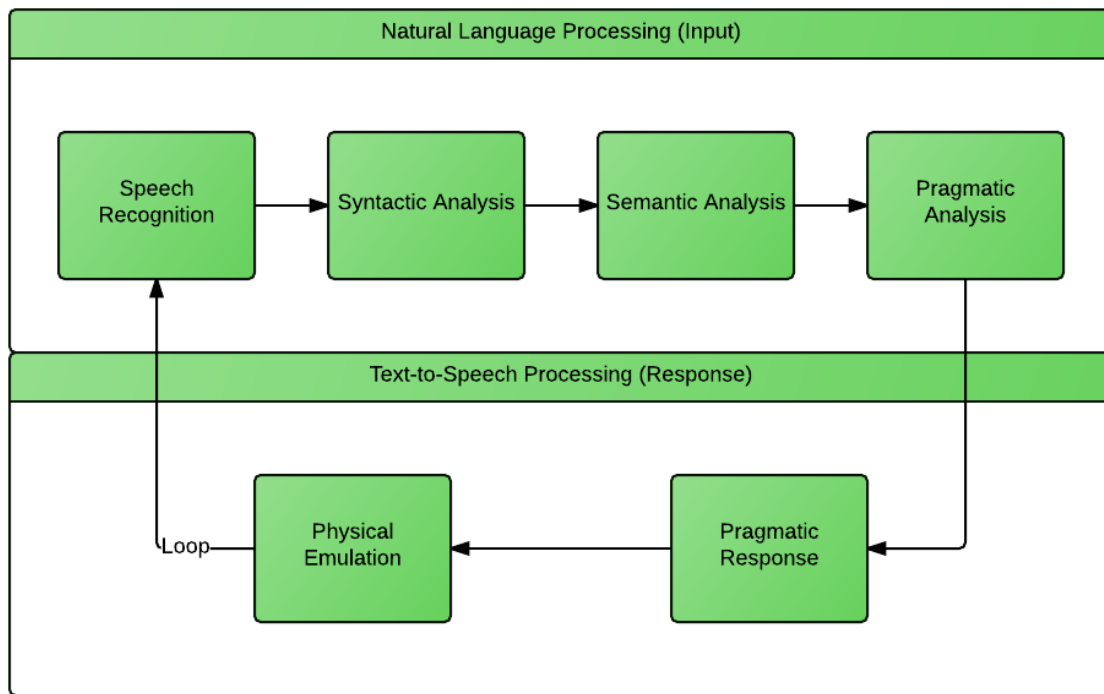 Natural Language Processing (Input)
Speech
Recognition
Syntactic Analysis
Semantic Analysis
Pragmatic
Analysis
Text-to-Speech Processing (Response)
Loop
Physical
Emulation
Pragmatic
Response